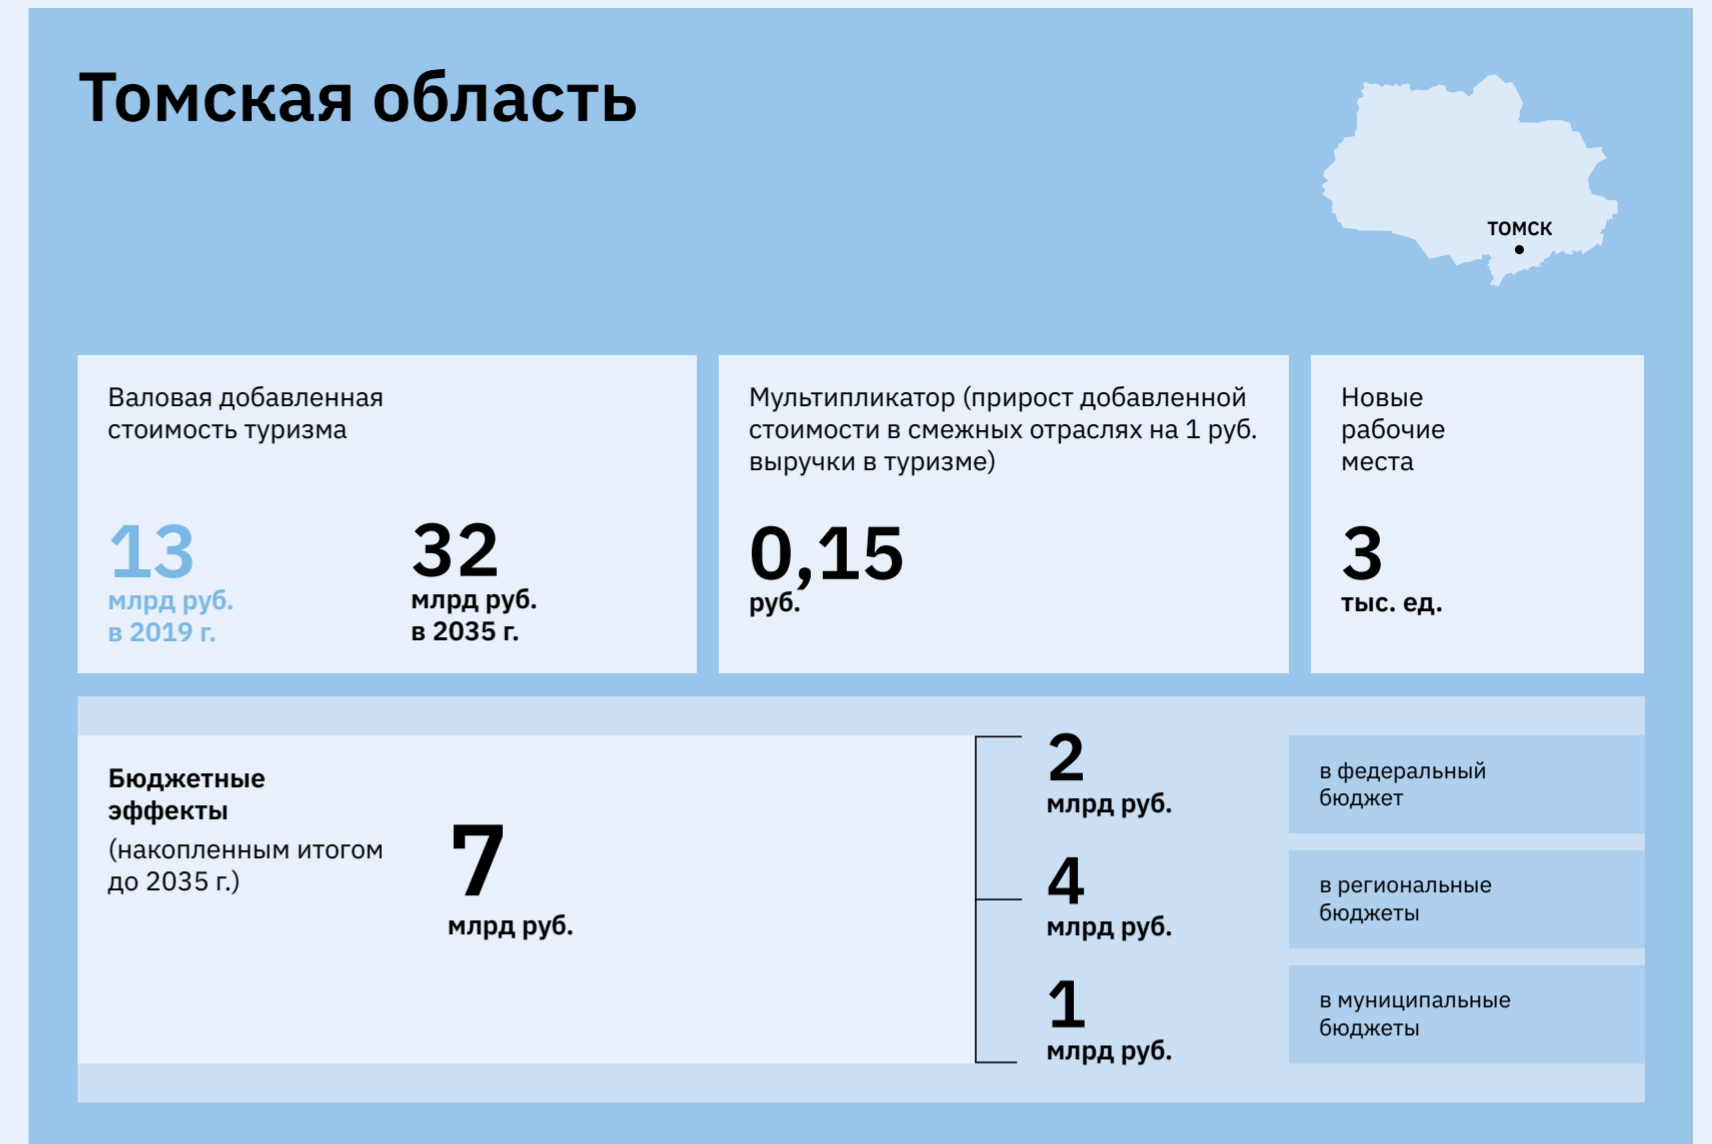 Томская область
ТОМСК
Валовая добавленная
стоимость туризма
13
млрд руб.
в 2019 г.
32
млрд руб.
в 2035 г.
Мультипликатор (прирост добавленной
стоимости в смежных отраслях на 1 руб.
выручки в туризме)
0,15
руб.
Новые
рабочие
места
3
тыс. ед.
Бюджетные
эффекты
(накопленным итогом
до 2035 г.)
7
млрд руб.
2
млрд руб.
в федеральный
бюджет
4
млрд руб.
в региональные
бюджеты
1
млрд руб.
в муниципальные
бюджеты